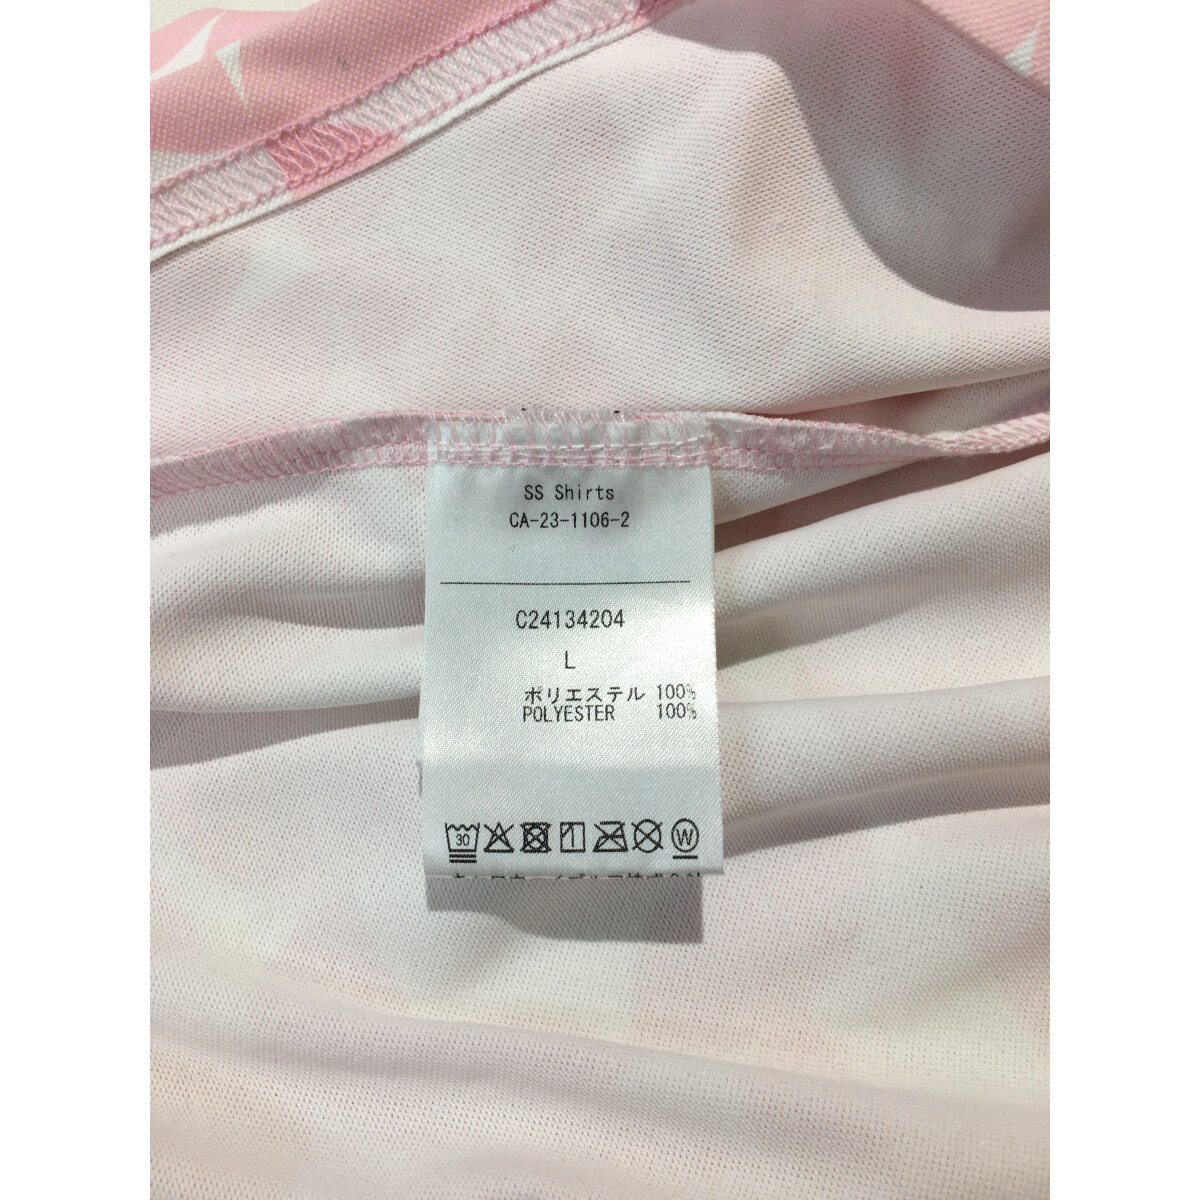 SS Shirts
CA-23-1106-2
C24134204
L
ポリエステル 100%
POLYESTER 100%
30
W